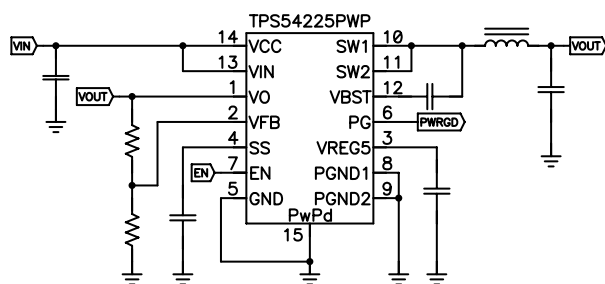 TPS54225PWP
VIN 14 VCC SW1 10 VOUT
13 VIN SW2 11
VOUT 1 VO VBST 12
2 VFB PG 6 PWRGD
4 SS VREG5 3
EN 7 EN PGND1 8
5 GND PGND2 9
PwPd
15